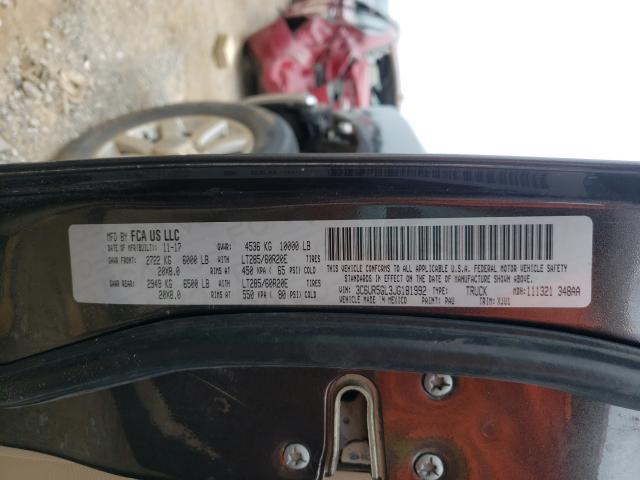 MFD BY FCA US LLC
DATE OF MFR(BUILT): 11-17 GVWR: 4536 KG 10000 LB
GAWR FRONT: 2722 KG 6000 LB WITH LT285/60R20E TIRES
20X8.0 RIMS AT 450 KPA ( 65 PSI) COLD
GAWR REAR: 2949 KG 6500 LB WITH LT285/60R20E TIRES
20X8.0 RIMS AT 550 KPA ( 80 PSI) COLD
THIS VEHICLE CONFORMS TO ALL APPLICABLE U.S.A. FEDERAL MOTOR VEHICLE SAFETY
STANDARDS IN EFFECT ON THE DATE OF MANUFACTURE SHOWN ABOVE.
VIN: 3C6UR5GL3JG181992 TYPE: TRUCK MDH: 111321 348AA
VEHICLE MADE IN MEXICO PAINT: PAU TRIM: XJV1